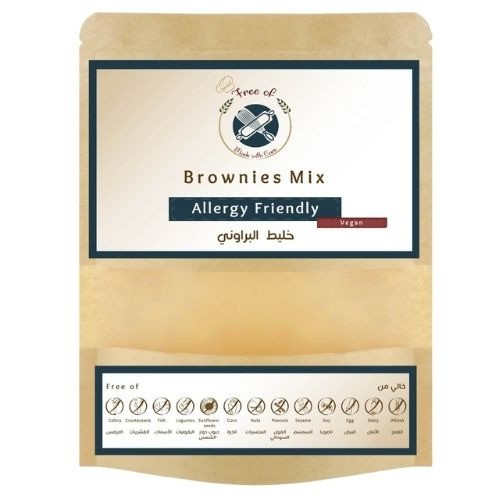 Free of
Made with Care
Brownies Mix
Allergy Friendly
Vegan
خليط البراوني
Free of
خالي من
Celery Crustaceans Fish Legumes Sunflower seeds Corn Nuts Peanuts Sesame Soy Egg Dairy Wheat
الكرفس القشريات الأسماك البقوليات حبوب دوار الشمس الذرة المكسرات الفول السوداني السمسم الصويا البيض الألبان القمح